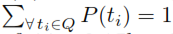 ∑∀ tᵢ∈Q P(tᵢ) = 1